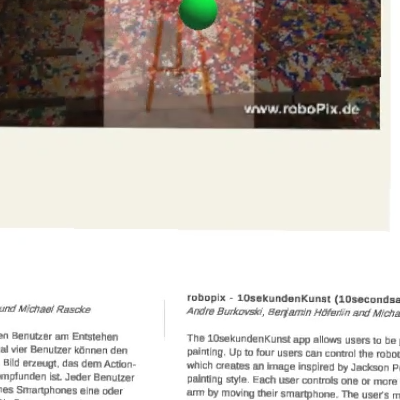 www.roboPix.de
und Michael Rascke
en Benutzer am Entstehen
al vier Benutzer können den
Bild erzeugt, das dem Action-
mpfunden ist. Jeder Benutzer
nes Smartphones eine oder
robopix - 10sekundenKunst (10secondsa
Andre Burkovski, Benjamin Höferlin and Micha
The 10sekundenKunst app allows users to be
painting. Up to four users can control the robot
which creates an image inspired by Jackson P
painting style. Each user controls one or more
arm by moving their smartphone. The user's m